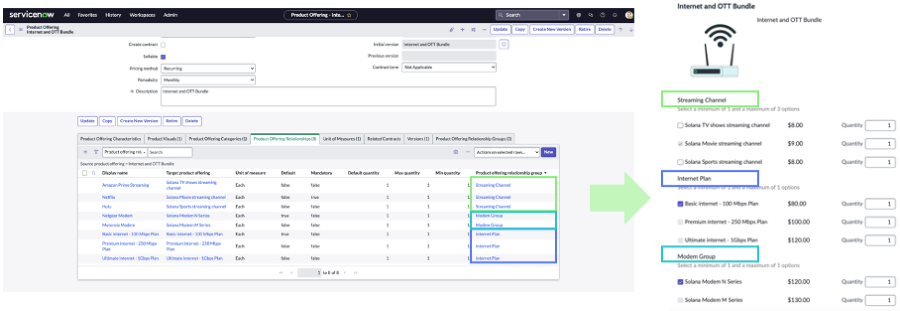 servicenow All Favorites History Workspaces Admin Product Offering - Inte... Search
Product Offering
Internet and OTT Bundle
Update Copy Create New Version Retire Delete
Create contract
Initial version Internet and OTT Bundle
Sellable
Previous version
Pricing method Recurring
Contract term Not Applicable
Periodicity Monthly
Description Internet and OTT Bundle
Update Copy Create New Version Retire Delete
Product Offering Characteristics Product Visuals (1) Product Offering Categories (1) Product Offering Relationships (8) Unit of Measures (1) Related Contracts Versions (1) Product Offering Relationship Groups (3)
Product offering rel... Search Actions on selected rows... New
Source product offering = Internet and OTT Bundle
Display name Target product offering Unit of measure Default Mandatory Default quantity Max quantity Min quantity Product offering relationship group
Amazon Prime Streaming Solana TV shows streaming channel Each false false 1 1 1 Streaming Channel
Netflix Solana Movie streaming channel Each true false 1 1 1 Streaming Channel
Hulu Solana Sports streaming channel Each false false 1 1 1 Streaming Channel
Netgear Modem Solana Modem N Series Each true false 1 1 1 Modem Group
Motorola Modem Solana Modem M Series Each false false 1 1 1 Modem Group
Basic internet - 100 Mbps Plan Basic internet - 100 Mbps Plan Each true false 1 1 1 Internet Plan
Premium internet - 250 Mbps Plan Premium internet - 250 Mbps Plan Each false false 1 1 1 Internet Plan
Ultimate internet - 1Gbps Plan Ultimate internet - 1Gbps Plan Each false false 1 1 1 Internet Plan
1 to 8 of 8
Internet and OTT Bundle
Internet and OTT Bundle
Streaming Channel
Select a minimum of 1 and a maximum of 3 options
Solana TV shows streaming channel $8.00 Quantity 1
Solana Movie streaming channel $9.00 Quantity 1
Solana Sports streaming channel $8.00 Quantity 1
Internet Plan
Select a minimum of 1 and a maximum of 1 options
Basic internet - 100 Mbps Plan $80.00 Quantity 1
Premium internet - 250 Mbps Plan $100.00 Quantity 1
Ultimate internet - 1Gbps Plan $120.00 Quantity 1
Modem Group
Select a minimum of 1 and a maximum of 1 options
Solana Modem N Series $120.00 Quantity 1
Solana Modem M Series $130.00 Quantity 1